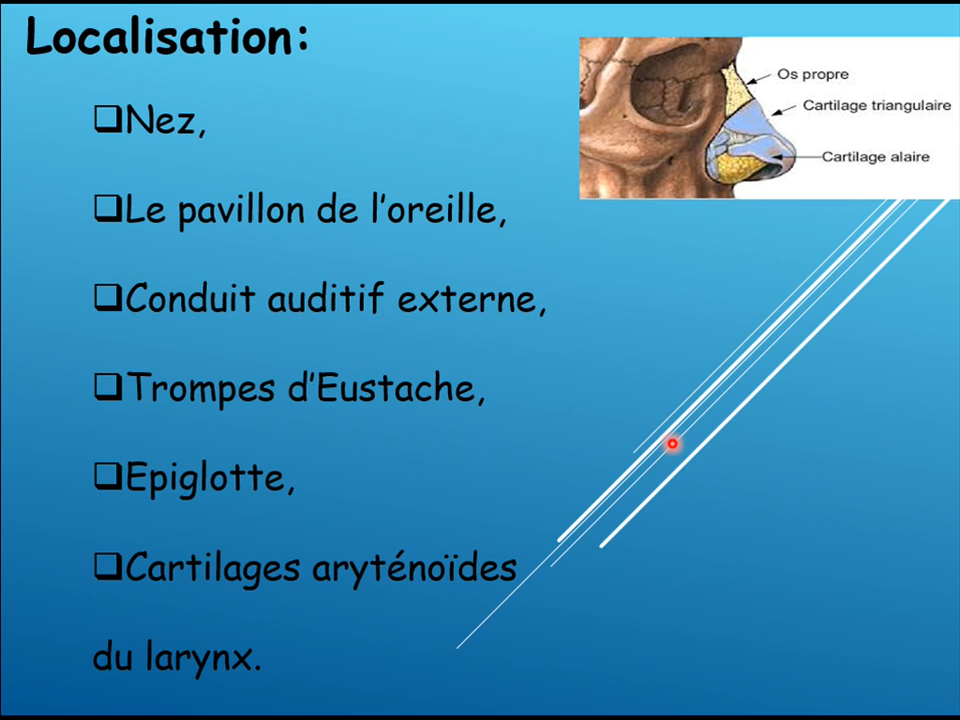 Localisation:
Nez,
Le pavillon de l’oreille,
Conduit auditif externe,
Trompes d’Eustache,
Epiglotte,
Cartilages aryténoïdes
du larynx.
Os propre
Cartilage triangulaire
Cartilage alaire